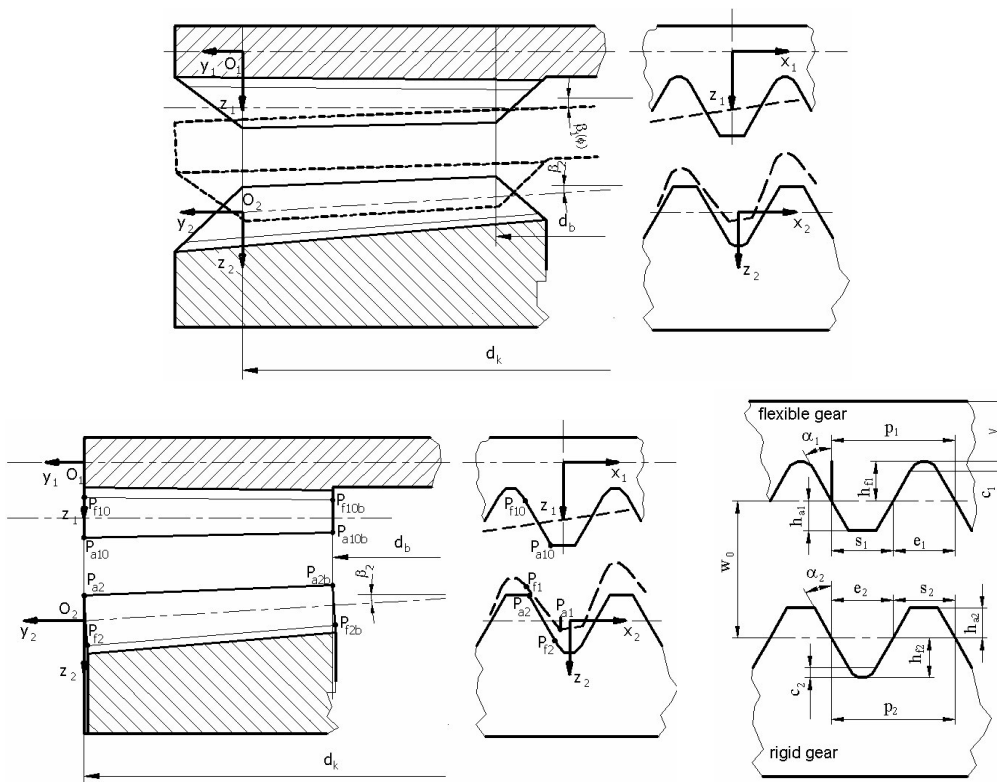 y₁ O₁
z₁
β₁(φ)
β₂
O₂
y₂
z₂
d_b
d_k
x₁
z₁
x₂
z₂
y₁ O₁
P_f10
z₁
P_a10
P_f10b
P_a10b
d_b
P_a2
P_a2b
β₂
O₂
y₂
P_f2
P_f2b
z₂
d_k
x₁
P_f10
z₁
P_a10
P_f1
P_a2
P_a1
P_f2
x₂
z₂
flexible gear
α₁
p₁
h_f1
c₁
h_a1
s₁
e₁
w₀
α₂
e₂
s₂
h_a2
h_f2
c₂
p₂
rigid gear